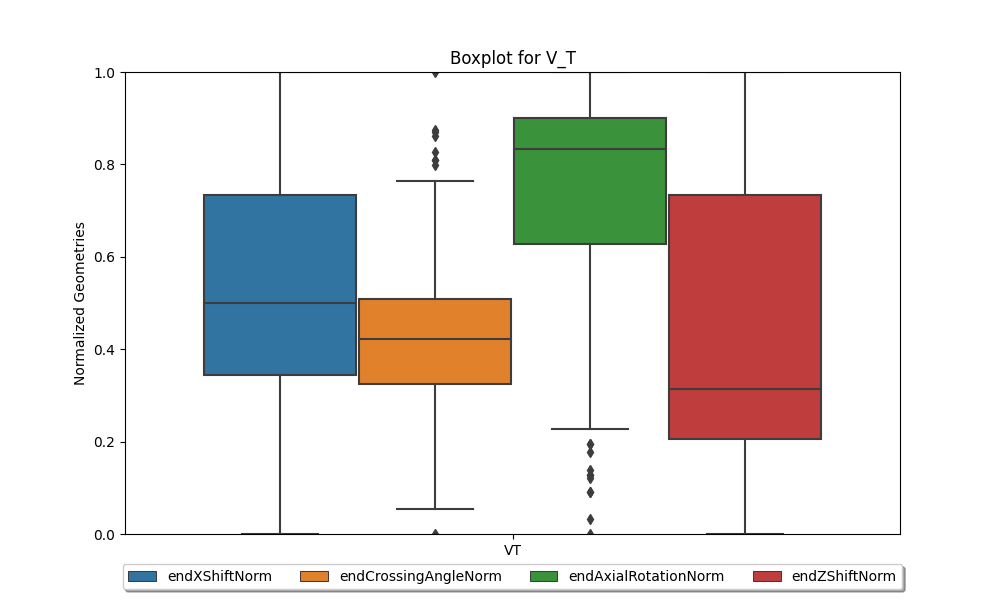 Boxplot for V_T
1.0
0.8
0.6
0.4
0.2
0.0
Normalized Geometries
VT
endXShiftNorm endCrossingAngleNorm endAxialRotationNorm endZShiftNorm